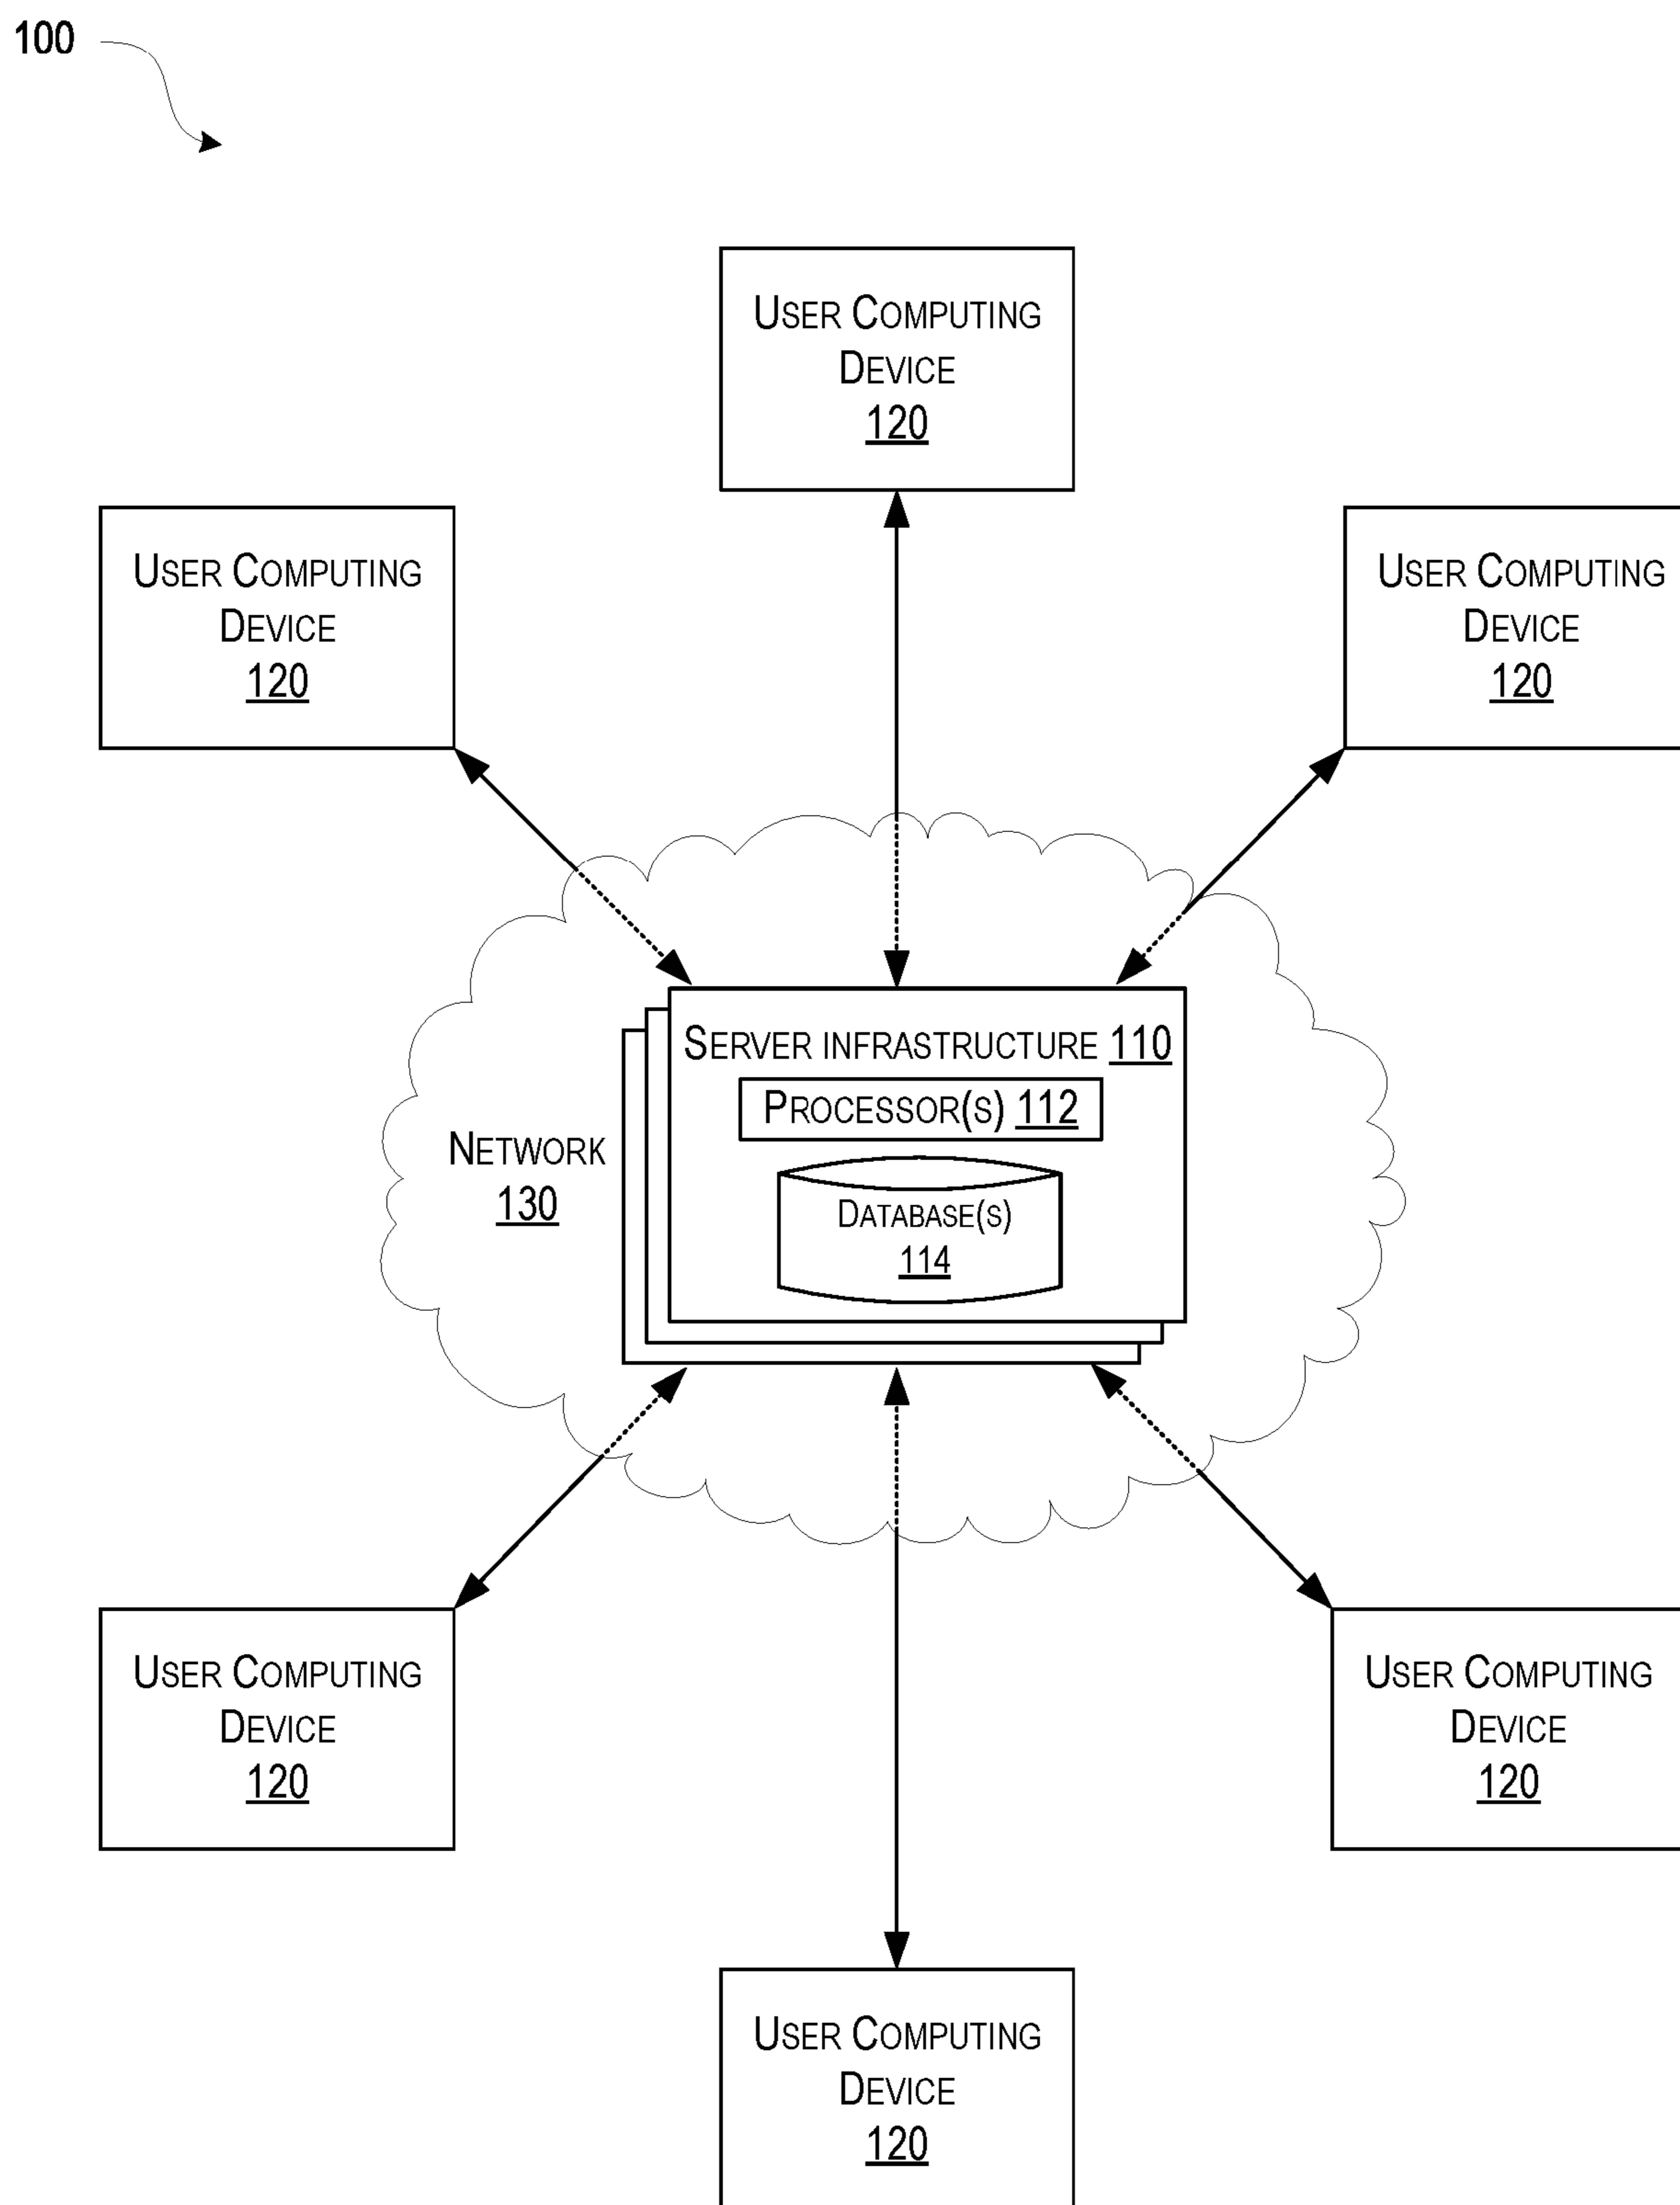 100
USER COMPUTING
DEVICE
120
USER COMPUTING
DEVICE
120
USER COMPUTING
DEVICE
120
SERVER INFRASTRUCTURE 110
PROCESSOR(S) 112
NETWORK
130
DATABASE(S)
114
USER COMPUTING
DEVICE
120
USER COMPUTING
DEVICE
120
USER COMPUTING
DEVICE
120